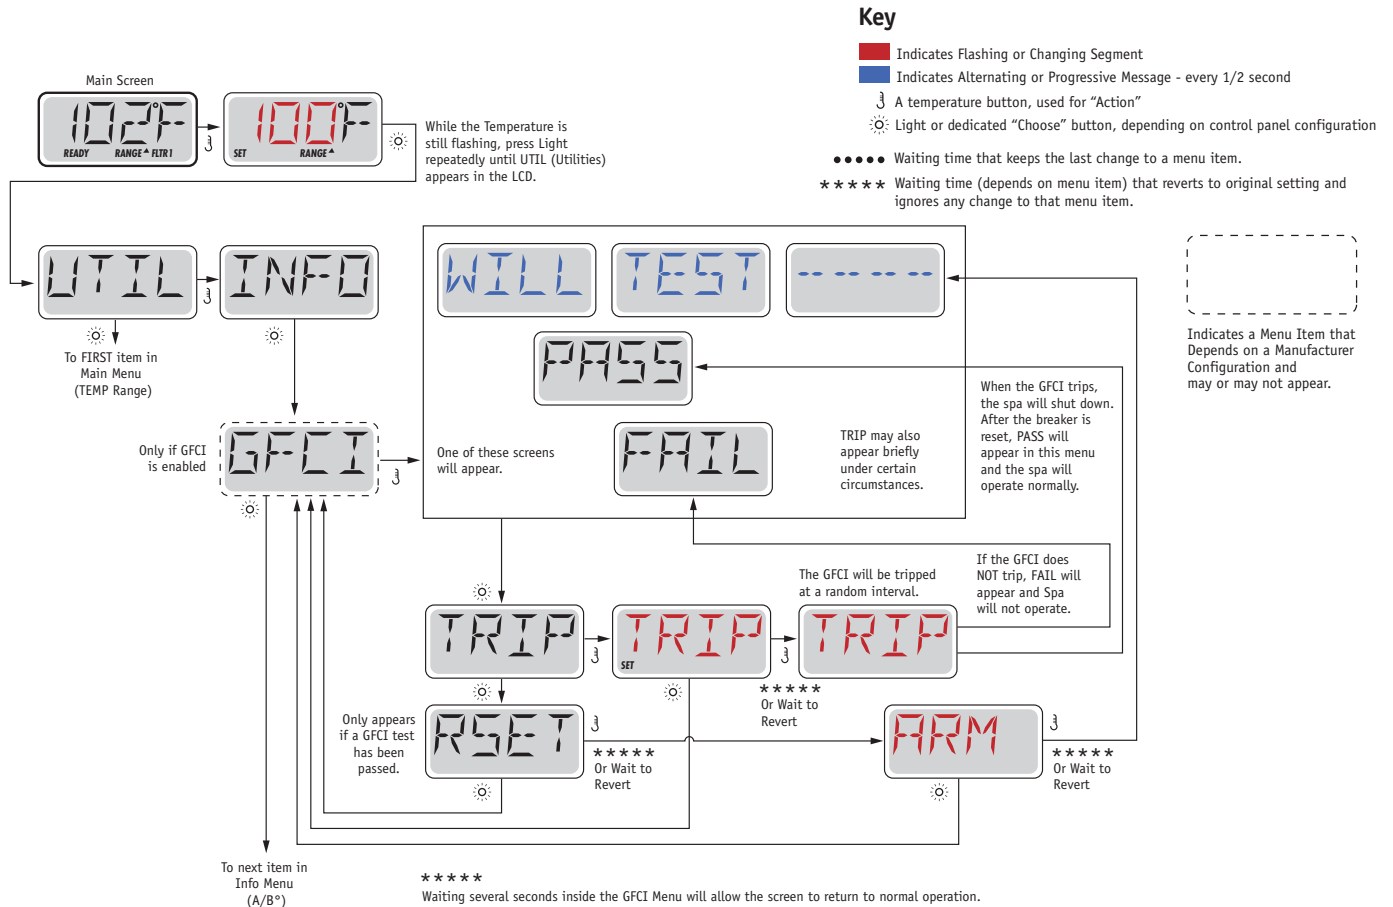 Key
Indicates Flashing or Changing Segment
Indicates Alternating or Progressive Message - every 1/2 second
A temperature button, used for “Action”
Light or dedicated “Choose” button, depending on control panel configuration
••••• Waiting time that keeps the last change to a menu item.
***** Waiting time (depends on menu item) that reverts to original setting and
ignores any change to that menu item.
Main Screen
102°F
READY RANGE FLTR1
100°F
SET RANGE
While the Temperature is
still flashing, press Light
repeatedly until UTIL (Utilities)
appears in the LCD.
UTIL
INFO
WILL
TEST
-- -- -- --
Indicates a Menu Item that
Depends on a Manufacturer
Configuration and
may or may not appear.
To FIRST item in
Main Menu
(TEMP Range)
PASS
When the GFCI trips,
the spa will shut down.
After the breaker is
reset, PASS will
appear in this menu
and the spa will
operate normally.
Only if GFCI
is enabled
GFCI
One of these screens
will appear.
FAIL
TRIP may also
appear briefly
under certain
circumstances.
The GFCI will be tripped
at a random interval.
If the GFCI does
NOT trip, FAIL will
appear and Spa
will not operate.
TRIP
TRIP
SET
TRIP
*****
Or Wait to
Revert
Only appears
if a GFCI test
has been
passed.
RSET
*****
Or Wait to
Revert
ARM
*****
Or Wait to
Revert
To next item in
Info Menu
(A/B°)
*****
Waiting several seconds inside the GFCI Menu will allow the screen to return to normal operation.